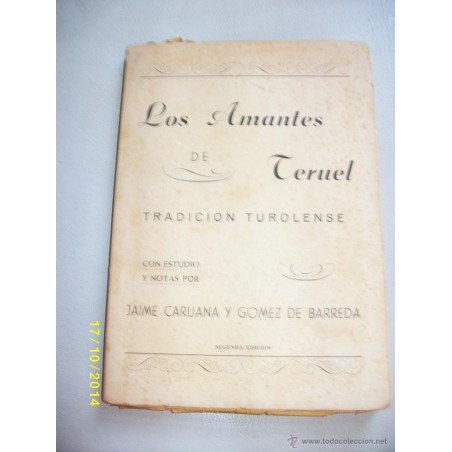 Los Amantes
DE Teruel
TRADICION TUROLENSE
CON ESTUDIO
Y NOTAS POR
JAIME CARUANA Y GOMEZ DE BARREDA
SEGUNDA EDICION
17/10/2014
www.todocoleccion.net